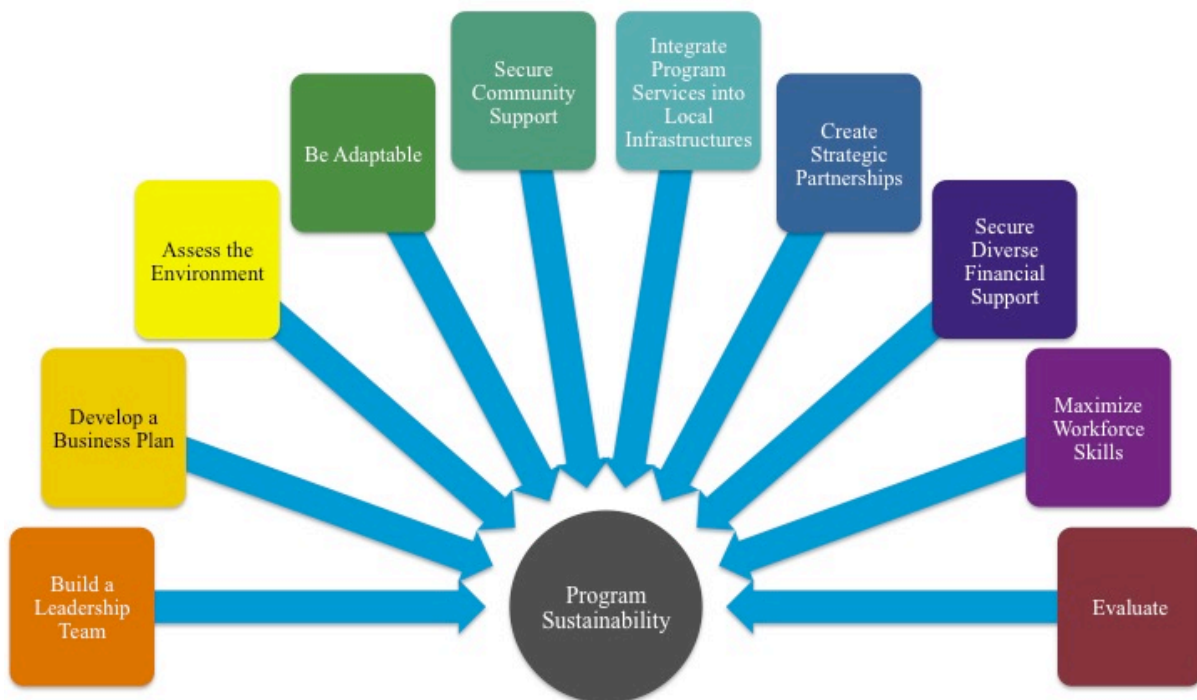 Build a
Leadership
Team
Develop a
Business Plan
Assess the
Environment
Be Adaptable
Secure
Community
Support
Integrate
Program
Services into
Local
Infrastructures
Create
Strategic
Partnerships
Secure
Diverse
Financial
Support
Maximize
Workforce
Skills
Evaluate
Program
Sustainability